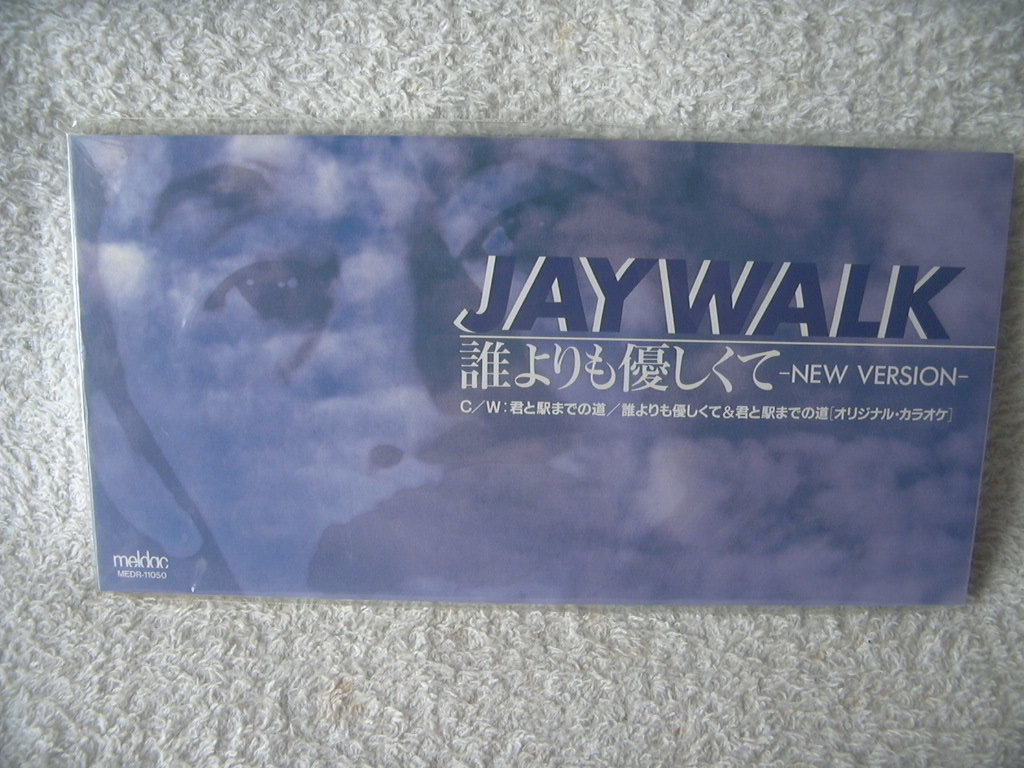 JAYWALK
誰よりも優しくて-NEW VERSION-
C/W:君と駅までの道/誰よりも優しくて&君と駅までの道[オリジナル・カラオケ]
meldac
MEDR-11050